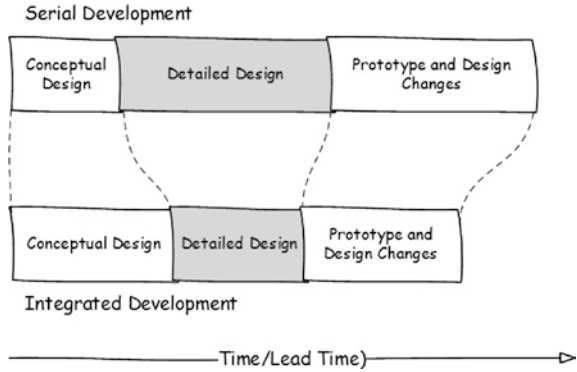 Serial Development
Conceptual
Design
Detailed Design
Prototype and Design
Changes
Conceptual Design
Detailed Design
Prototype and
Design Changes
Integrated Development
Time/Lead Time)